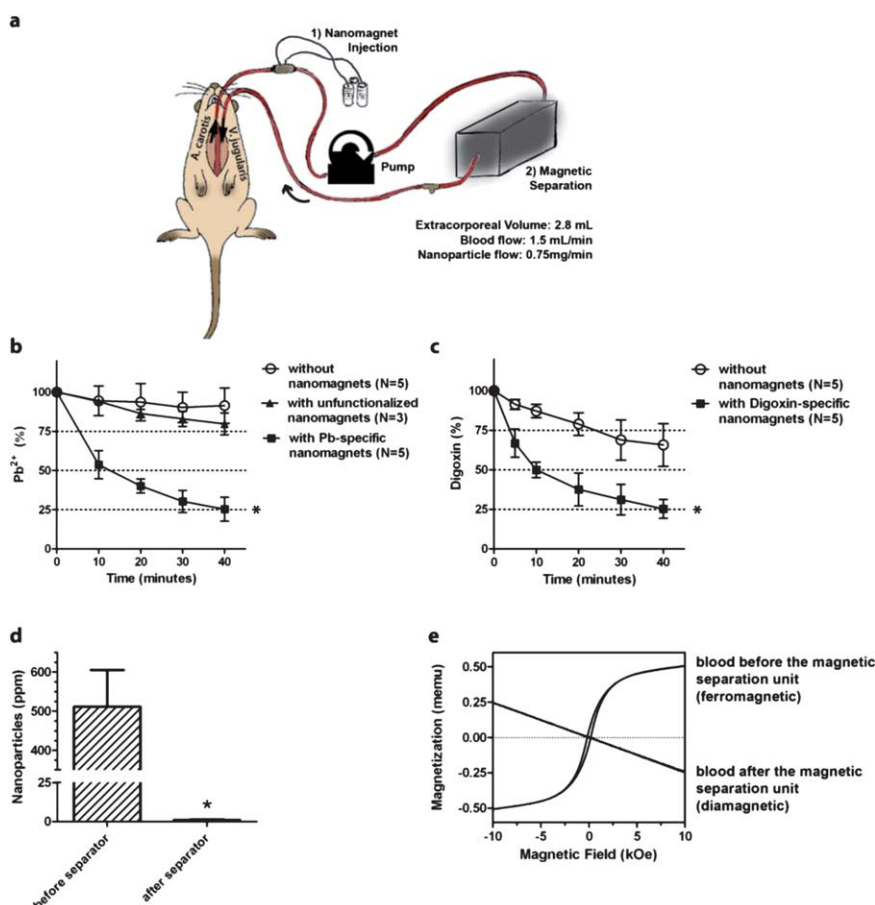 a
1) Nanomagnet
Injection
A. carotis
V. jugularis
Pump
2) Magnetic
Separation
Extracorporeal Volume: 2.8 mL
Blood flow: 1.5 mL/min
Nanoparticle flow: 0.75mg/min
b
Pb2+ (%)
100
75
50
25
0
*
0 10 20 30 40
Time (minutes)
without
nanomagnets (N=5)
with unfunctionalized
nanomagnets (N=3)
with Pb-specific
nanomagnets (N=5)
c
Digoxin (%)
100
75
50
25
0
*
0 10 20 30 40
Time (minutes)
without
nanomagnets (N=5)
with Digoxin-specific
nanomagnets (N=5)
d
Nanoparticles (ppm)
600
500
400
25
0
*
before separator
after separator
e
Magnetization (memu)
0.50
0.25
0.00
-0.25
-0.50
-10 -5 0 5 10
Magnetic Field (kOe)
blood before the magnetic
separation unit
(ferromagnetic)
blood after the magnetic
separation unit
(diamagnetic)